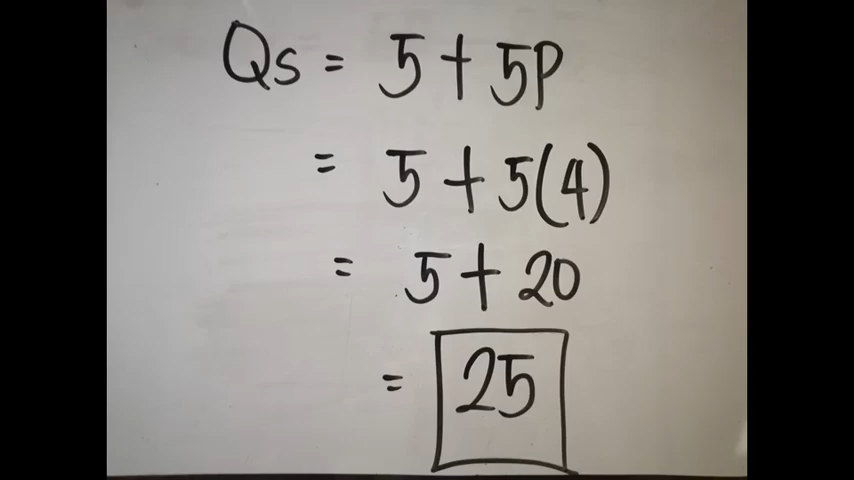 Qs = 5 + 5P
= 5 + 5(4)
= 5 + 20
= 25